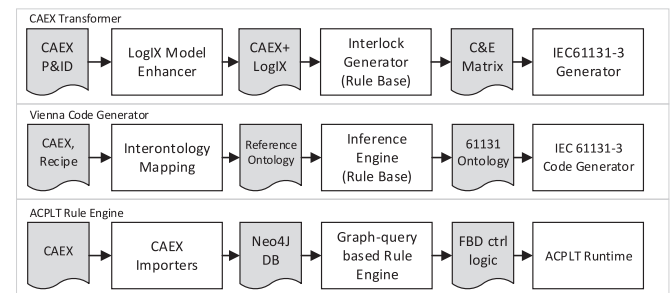 CAEX Transformer
CAEX
P&ID
LogIX Model
Enhancer
CAEX+
LogIX
Interlock
Generator
(Rule Base)
C&E
Matrix
IEC61131-3
Generator
Vienna Code Generator
CAEX,
Recipe
Interontology
Mapping
Reference
Ontology
Inference
Engine
(Rule Base)
61131
Ontology
IEC 61131-3
Code Generator
ACPLT Rule Engine
CAEX
CAEX
Importers
Neo4J
DB
Graph-query
based Rule
Engine
FBD ctrl
logic
ACPLT Runtime